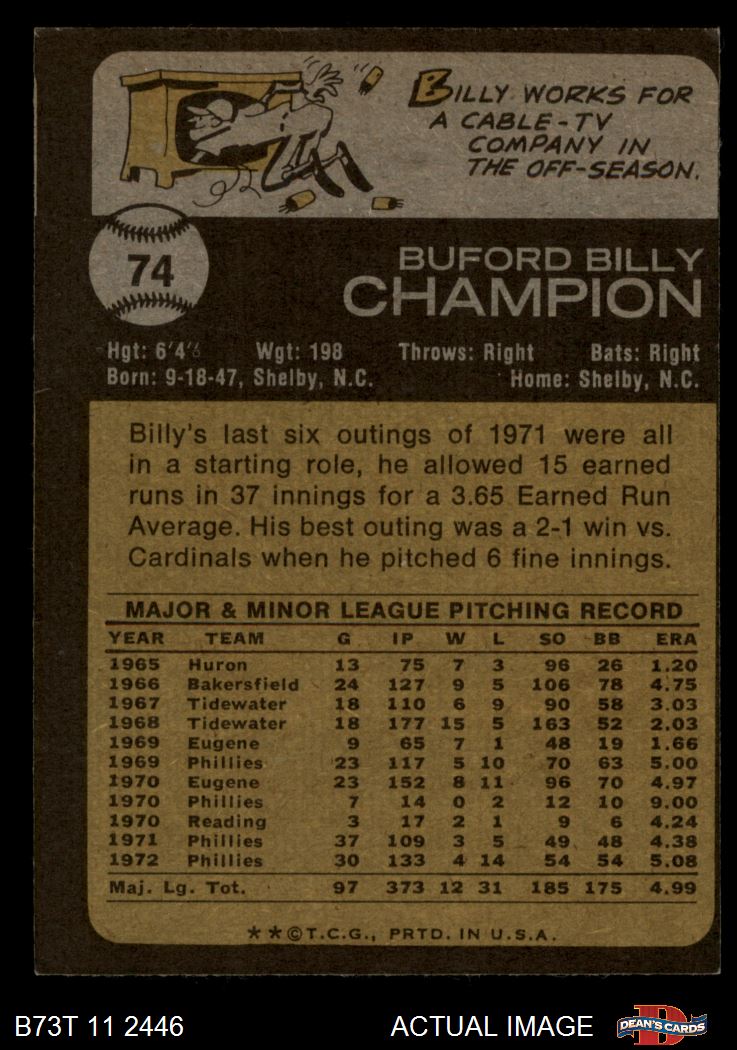 BILLY WORKS FOR
A CABLE-TV
COMPANY IN
THE OFF-SEASON.
74
BUFORD BILLY
CHAMPION
Hgt: 6'4" Wgt: 198 Throws: Right Bats: Right
Born: 9-18-47, Shelby, N.C. Home: Shelby, N.C.
Billy's last six outings of 1971 were all
in a starting role, he allowed 15 earned
runs in 37 innings for a 3.65 Earned Run
Average. His best outing was a 2-1 win vs.
Cardinals when he pitched 6 fine innings.
MAJOR & MINOR LEAGUE PITCHING RECORD
YEAR TEAM G IP W L SO BB ERA
1965 Huron 13 75 7 3 96 26 1.20
1966 Bakersfield 24 127 9 5 106 78 4.75
1967 Tidewater 18 110 6 9 90 58 3.03
1968 Tidewater 18 177 15 5 163 52 2.03
1969 Eugene 9 65 7 1 48 19 1.66
1969 Phillies 23 117 5 10 70 63 5.00
1970 Eugene 23 152 8 11 96 70 4.97
1970 Phillies 7 14 0 2 12 10 9.00
1970 Reading 3 17 2 1 9 6 4.24
1971 Phillies 37 109 3 5 49 48 4.38
1972 Phillies 30 133 4 14 54 54 5.08
Maj. Lg. Tot. 97 373 12 31 185 175 4.99
**©T.C.G., PRTD. IN U.S.A.
B73T 11 2446 ACTUAL IMAGE
D
DEAN'S CARDS